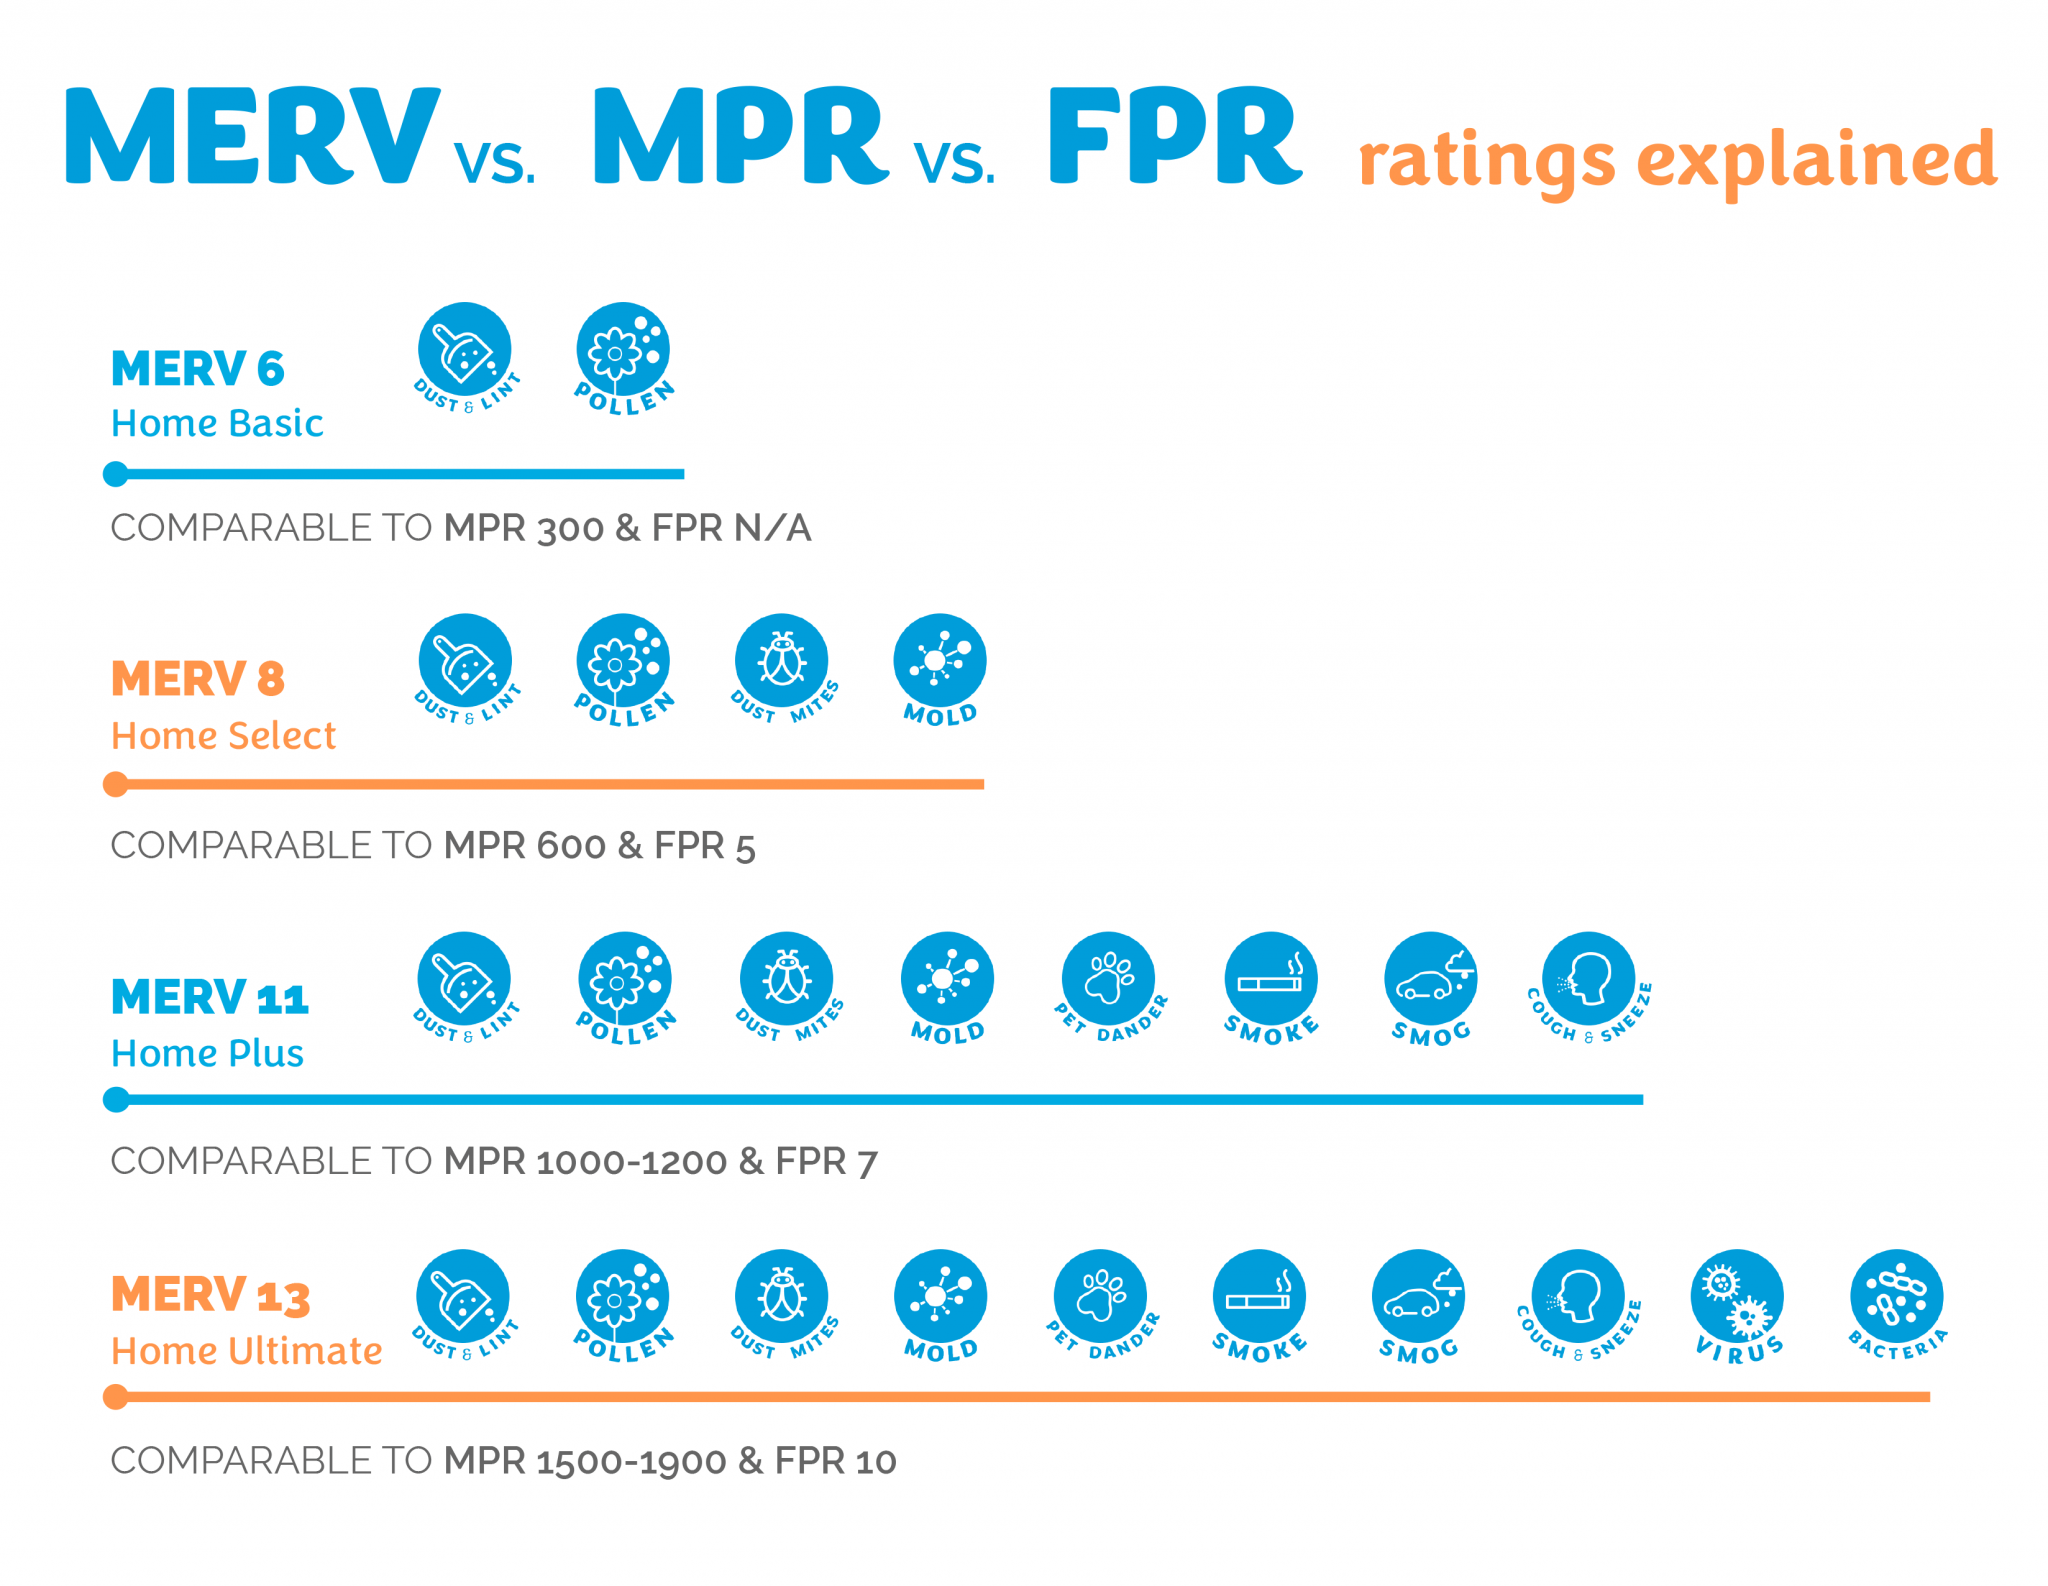 MERV vs. MPR vs. FPR ratings explained
MERV 6
Home Basic
DUST & LINT
POLLEN
COMPARABLE TO MPR 300 & FPR N/A
MERV 8
Home Select
DUST & LINT
POLLEN
DUST MITES
MOLD
COMPARABLE TO MPR 600 & FPR 5
MERV 11
Home Plus
DUST & LINT
POLLEN
DUST MITES
MOLD
PET DANDER
SMOKE
SMOG
COUGH & SNEEZE
COMPARABLE TO MPR 1000-1200 & FPR 7
MERV 13
Home Ultimate
DUST & LINT
POLLEN
DUST MITES
MOLD
PET DANDER
SMOKE
SMOG
COUGH & SNEEZE
VIRUS
BACTERIA
COMPARABLE TO MPR 1500-1900 & FPR 10